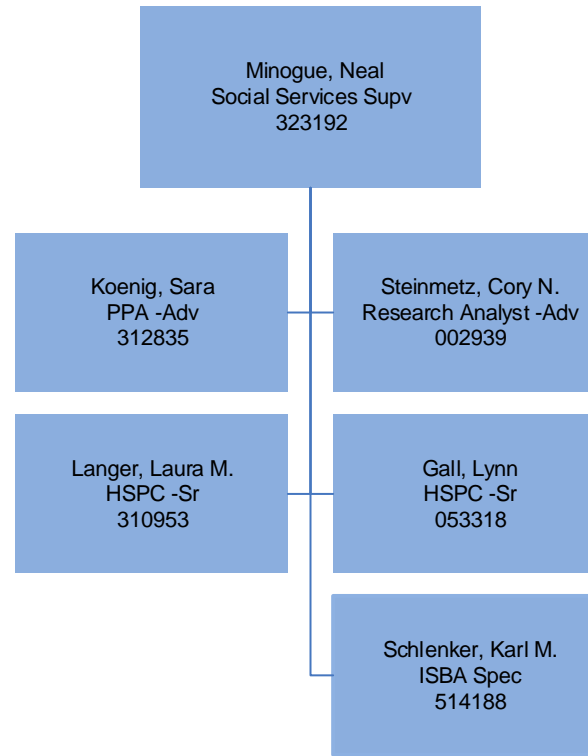 Minogue, Neal
Social Services Supv
323192
Koenig, Sara
PPA -Adv
312835
Steinmetz, Cory N.
Research Analyst -Adv
002939
Langer, Laura M.
HSPC -Sr
310953
Gall, Lynn
HSPC -Sr
053318
Schlenker, Karl M.
ISBA Spec
514188